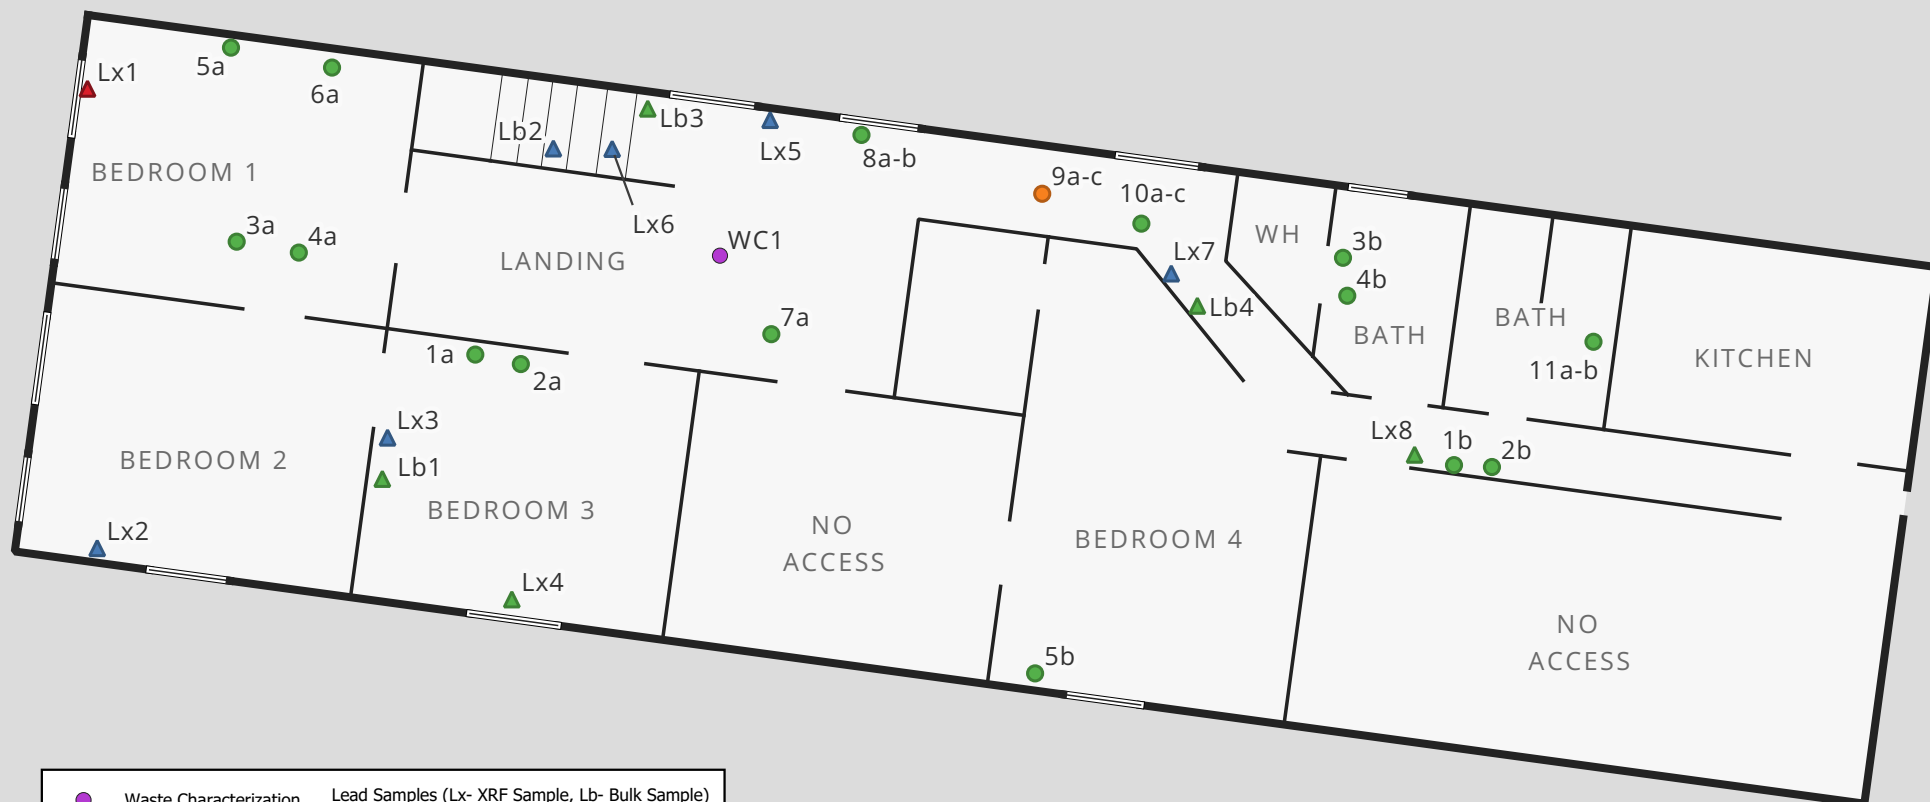 Lx1
5a
6a
BEDROOM 1
3a
4a
Lb2
Lb3
Lx5
8a-b
Lx6
LANDING
WC1
7a
9a-c
10a-c
Lx7
Lb4
WH
3b
4b
BATH
BATH
11a-b
KITCHEN
1a
2a
Lx3
Lb1
BEDROOM 2
BEDROOM 3
Lx2
Lx4
NO
ACCESS
BEDROOM 4
5b
Lx8
1b
2b
NO
ACCESS
Waste Characterization
Lead Samples (Lx- XRF Sample, Lb- Bulk Sample)